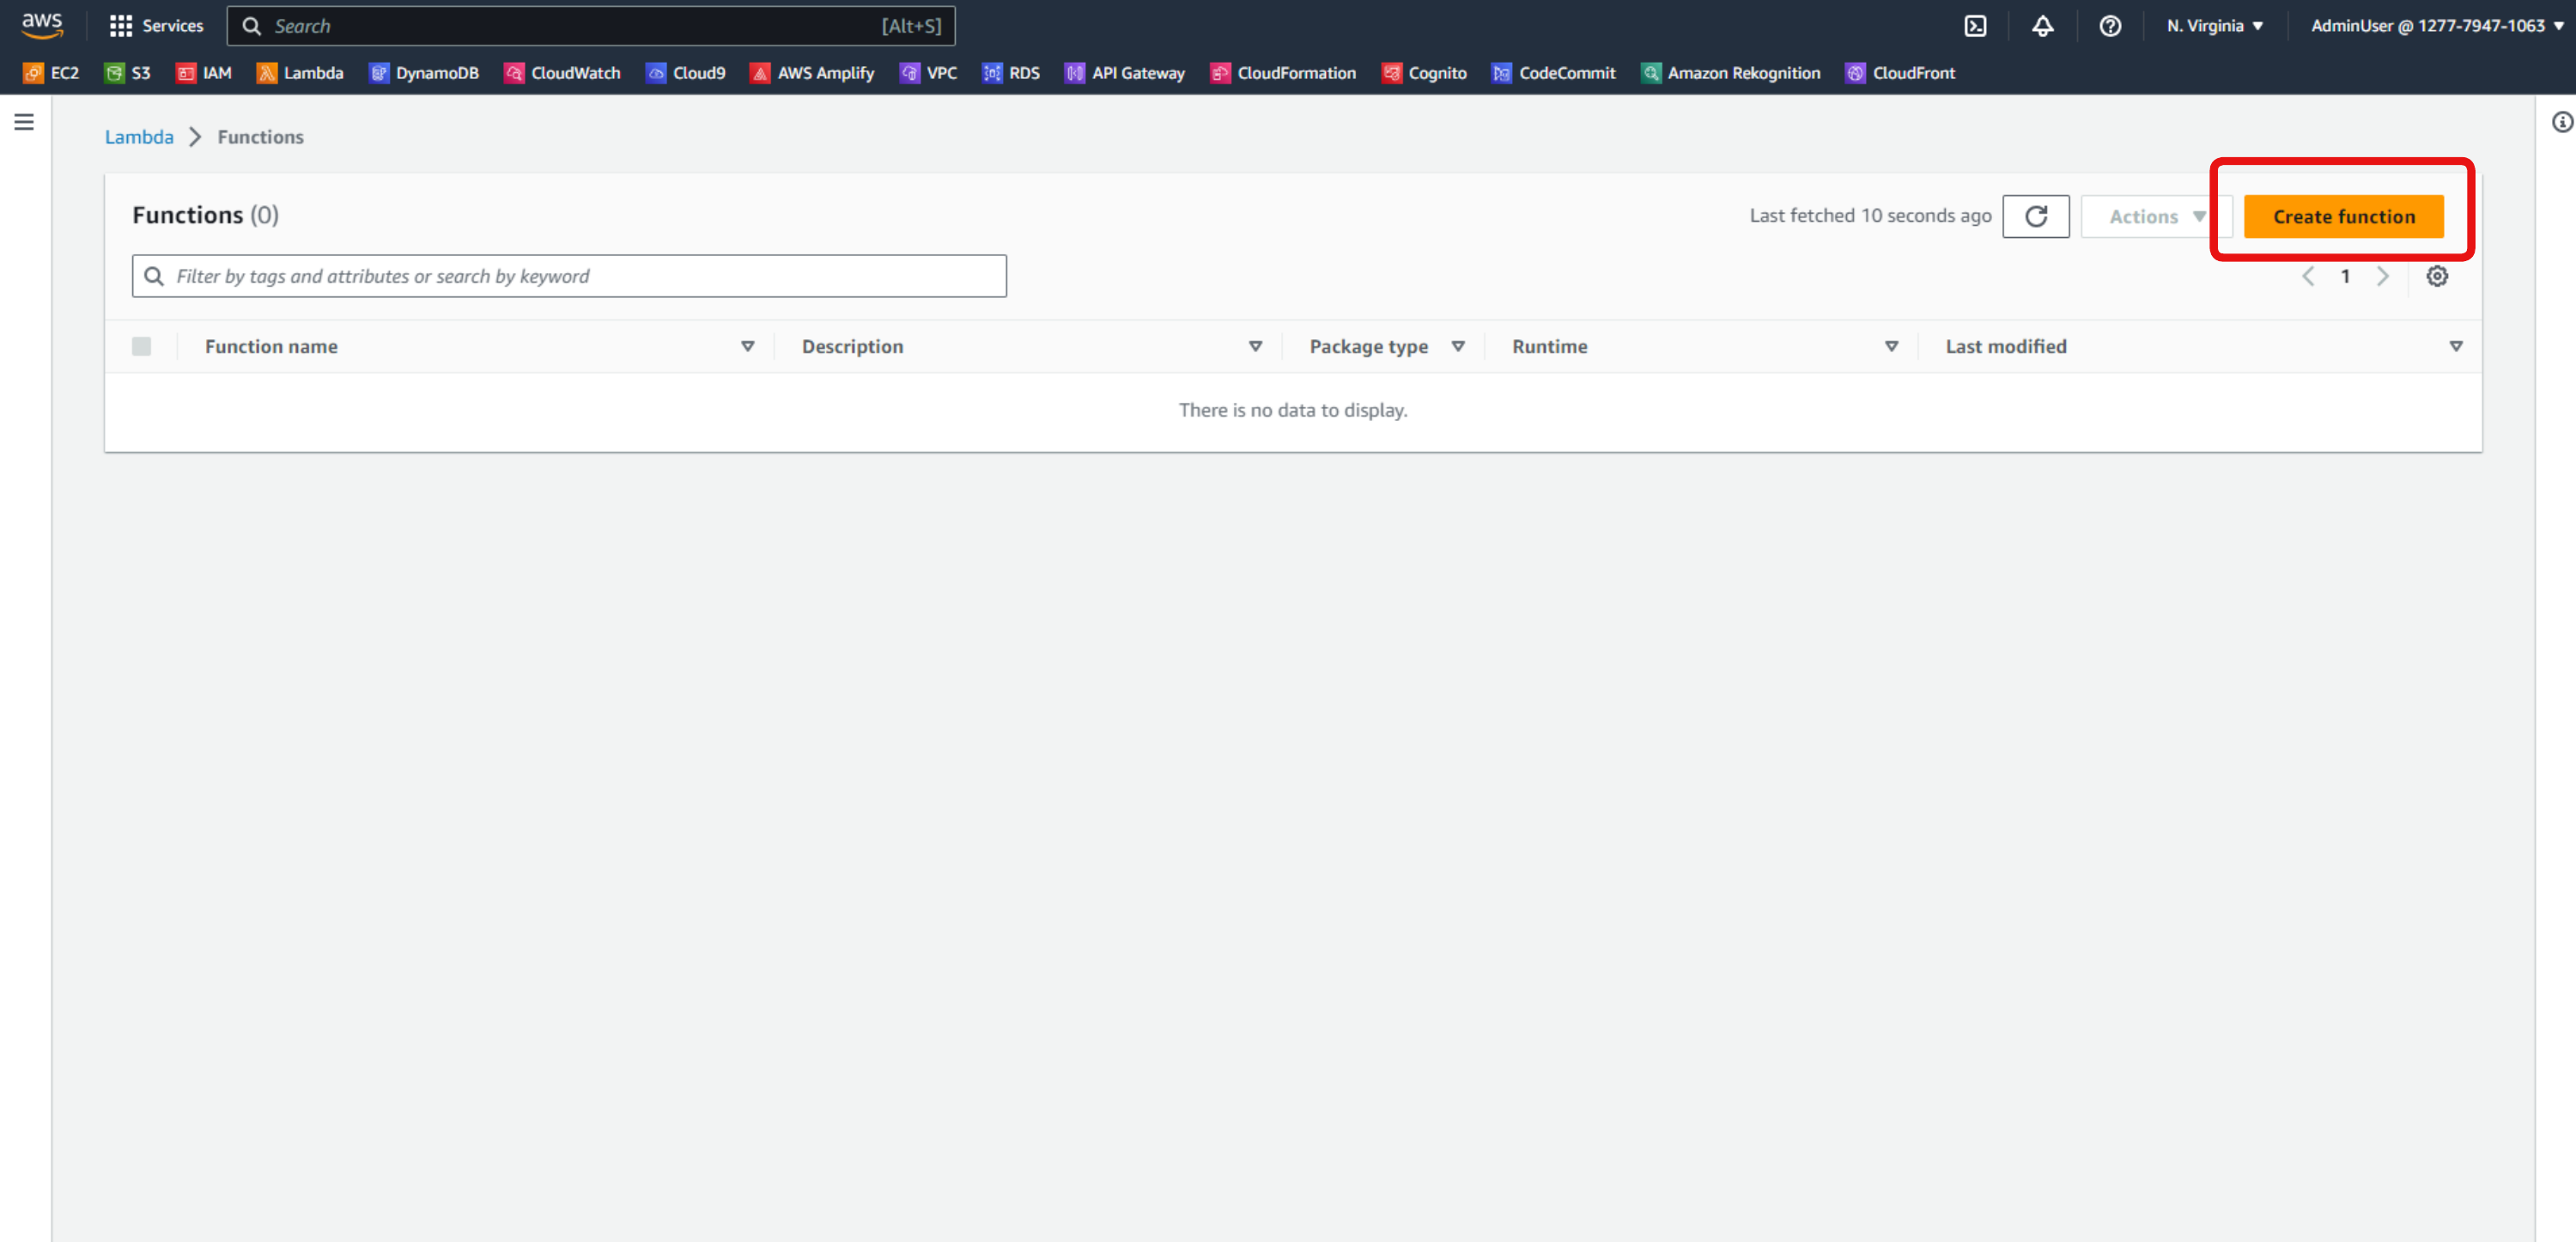 aws Services Search [Alt+S] N. Virginia AdminUser @ 1277-7947-1063
EC2 S3 IAM Lambda DynamoDB CloudWatch Cloud9 AWS Amplify VPC RDS API Gateway CloudFormation Cognito CodeCommit Amazon Rekognition CloudFront
Lambda Functions
Functions (0) Last fetched 10 seconds ago Actions Create function
Filter by tags and attributes or search by keyword 1
Function name Description Package type Runtime Last modified
There is no data to display.